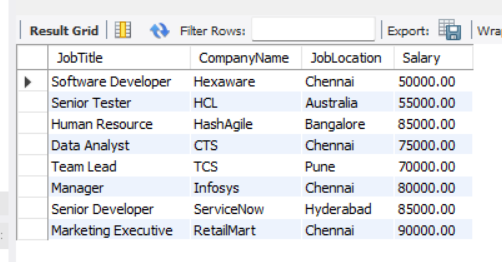 Result Grid Filter Rows: Export:
JobTitle CompanyName JobLocation Salary
Software Developer Hexaware Chennai 50000.00
Senior Tester HCL Australia 55000.00
Human Resource HashAgile Bangalore 85000.00
Data Analyst CTS Chennai 75000.00
Team Lead TCS Pune 70000.00
Manager Infosys Chennai 80000.00
Senior Developer ServiceNow Hyderabad 85000.00
Marketing Executive RetailMart Chennai 90000.00